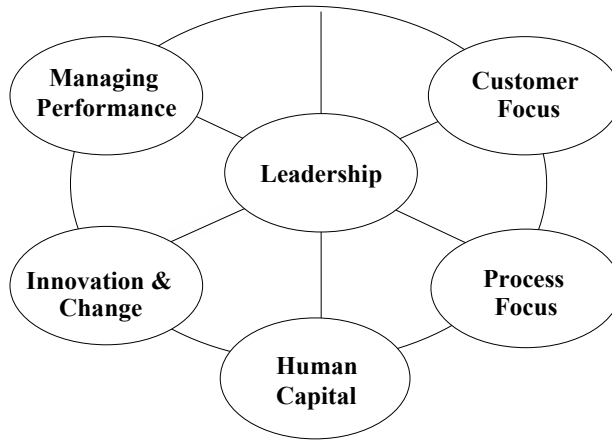 Managing
Performance
Customer
Focus
Leadership
Innovation &
Change
Process
Focus
Human
Capital